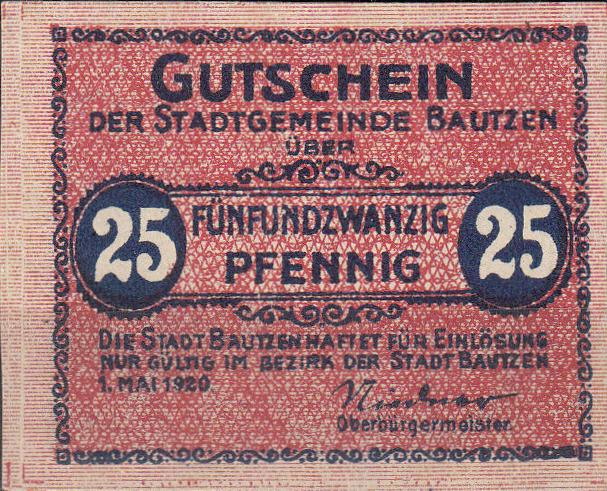 GUTSCHEIN
DER STADTGEMEINDE BAUTZEN
ÜBER
25 FÜNFUNDZWANZIG 25
PFENNIG
DIE STADT BAUTZEN HAFTET FÜR EINLÖSUNG
NUR GÜLTIG IM BEZIRK DER STADT BAUTZEN
1. MAI 1920
Niedner
Oberbürgermeister